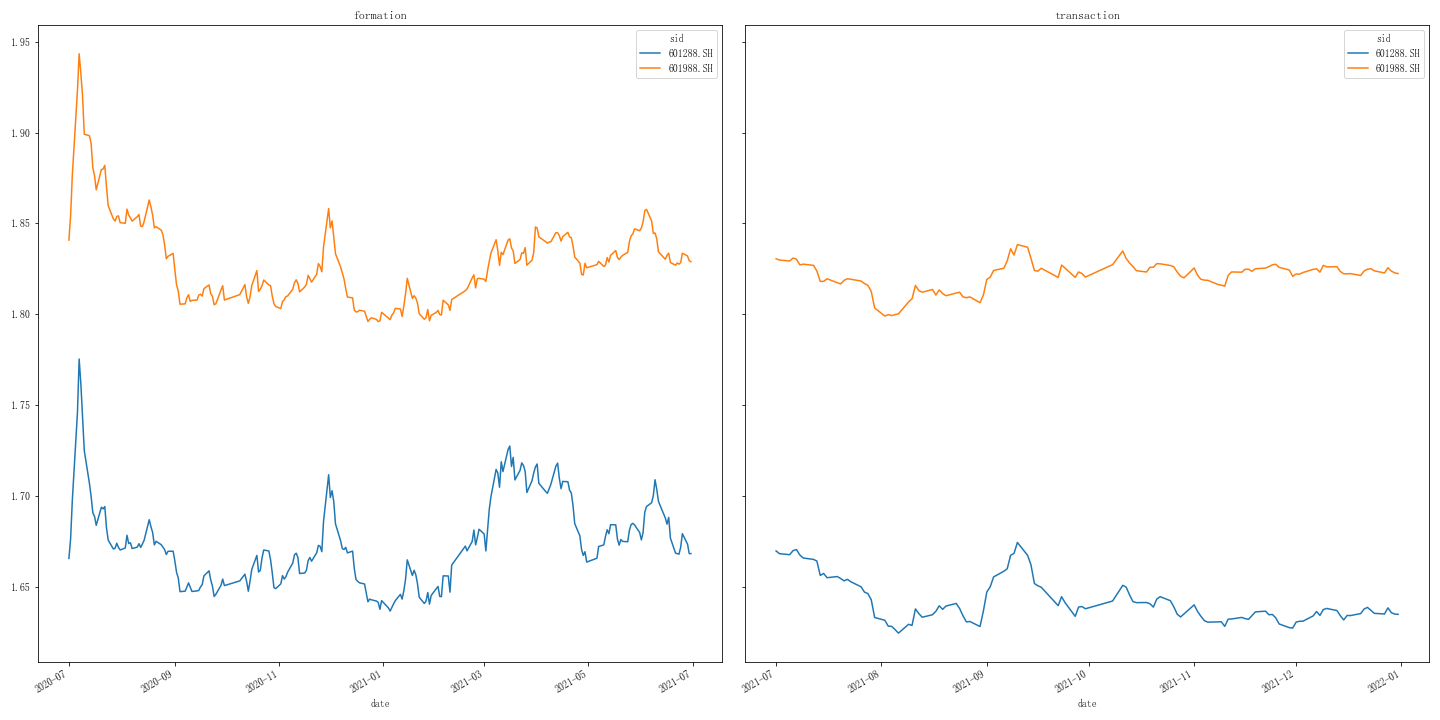 formation
sid
601288.SH
601988.SH
1.95
1.90
1.85
1.80
1.75
1.70
1.65
2020-07
2020-09
2020-11
2021-01
2021-03
2021-05
2021-07
date
transaction
sid
601288.SH
601988.SH
2021-07
2021-08
2021-09
2021-10
2021-11
2021-12
2022-01
date